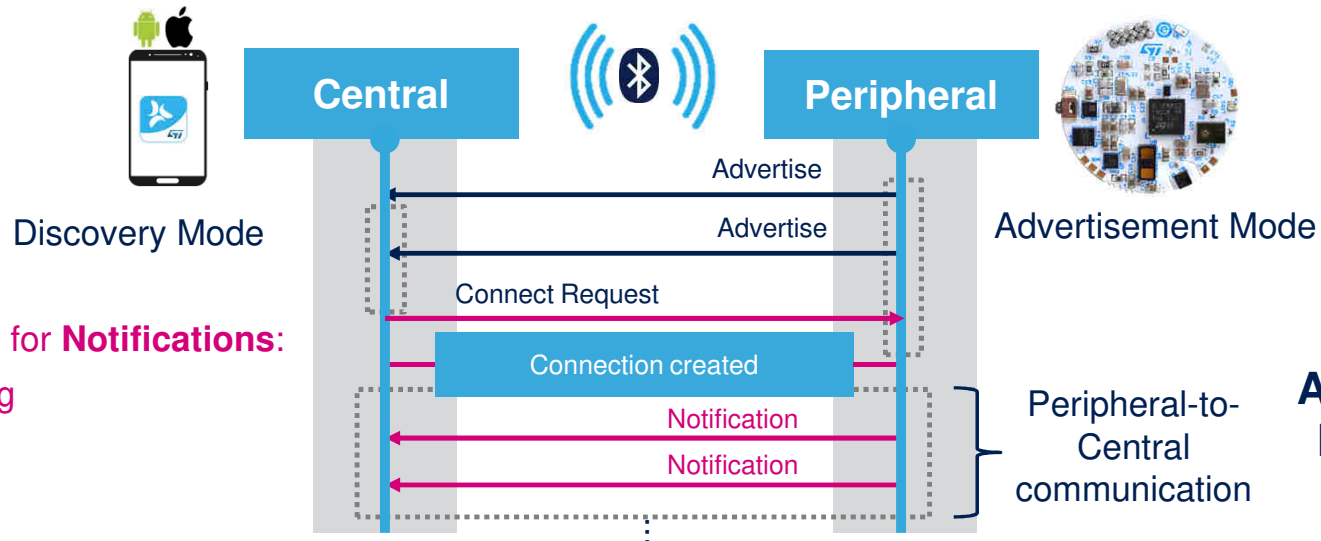 Central
Peripheral
ST
Advertise
Discovery Mode
Advertise
Advertisement Mode
Connect Request
for Notifications:
Connection created
g
Notification
Peripheral-to-
Central
communication
Notification
A